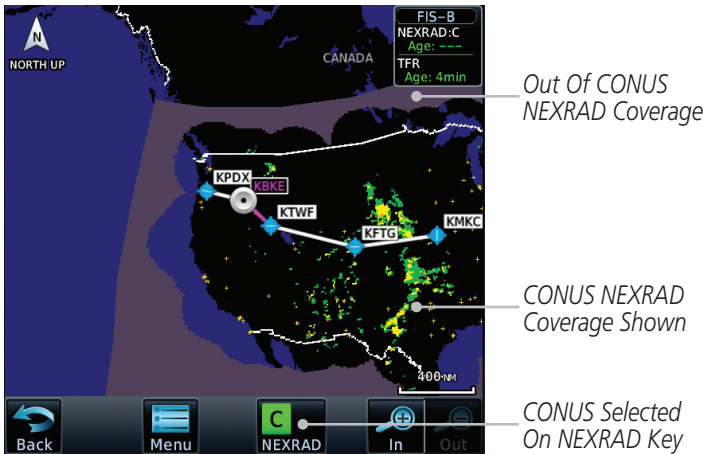 FIS–B
N
NEXRAD:C
Age: –––
NORTH UP
CANADA
TFR
Age: 4min
Out Of CONUS
NEXRAD Coverage
KPDX
KBKE
KTWF
KFTG
KMKC
CONUS NEXRAD
Coverage Shown
400NM
C
CONUS Selected
On NEXRAD Key
Back
Menu
NEXRAD
In
Out